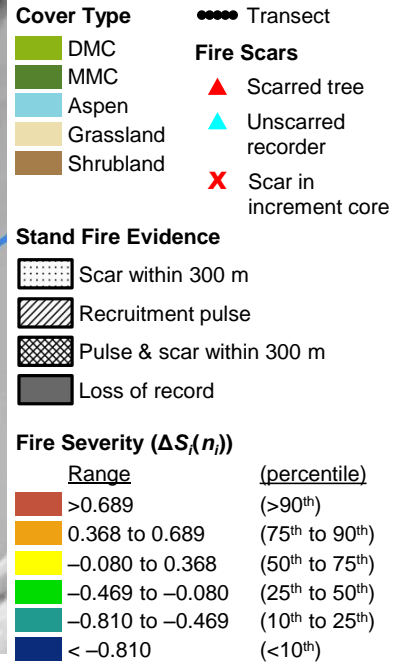 Cover Type
DMC
MMC
Aspen
Grassland
Shrubland
Transect
Fire Scars
Scarred tree
Unscarred
recorder
X Scar in
increment core
Stand Fire Evidence
Scar within 300 m
Recruitment pulse
Pulse & scar within 300 m
Loss of record
Fire Severity (ΔSᵢ(nᵢ))
Range (percentile)
>0.689 (>90th)
0.368 to 0.689 (75th to 90th)
–0.080 to 0.368 (50th to 75th)
–0.469 to –0.080 (25th to 50th)
–0.810 to –0.469 (10th to 25th)
< –0.810 (<10th)